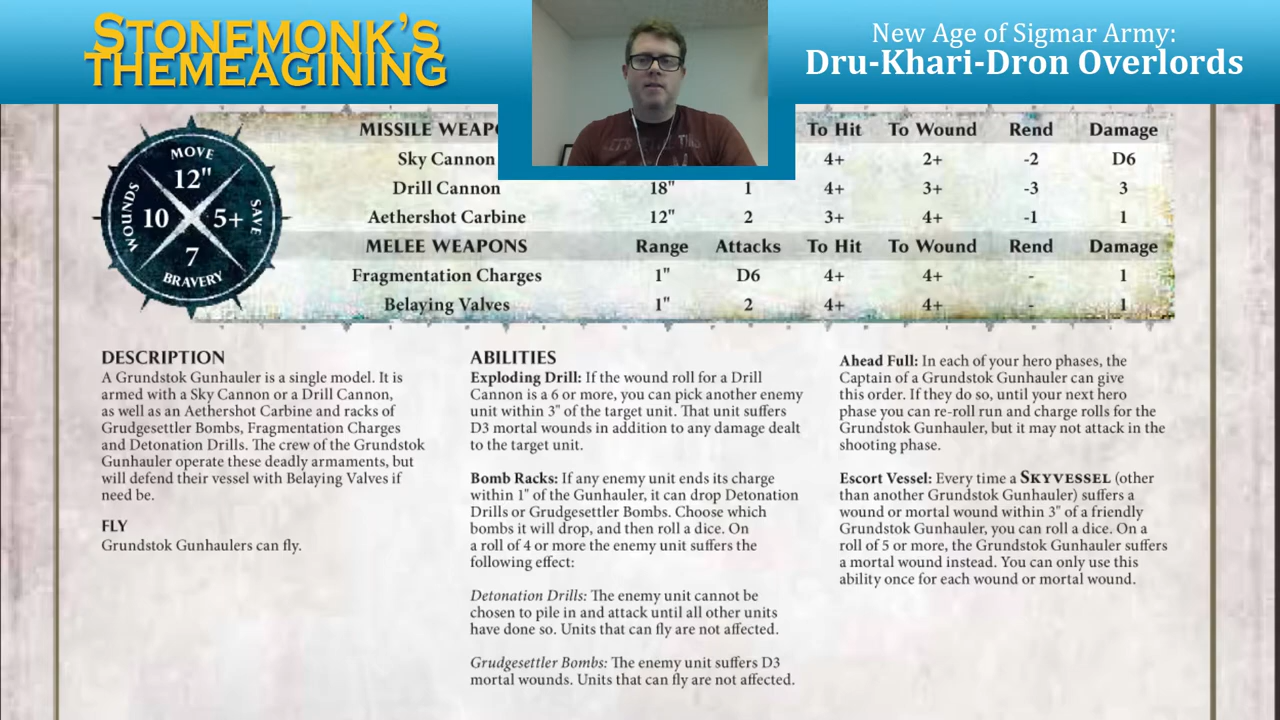 STONEMONK'S
THEMEAGINING
New Age of Sigmar Army:
Dru-Khari-Dron Overlords
MOVE
12"
WOUNDS
10
5+
SAVE
7
BRAVERY
MISSILE To Hit To Wound Rend Damage
Sky Cannon 4+ 2+ -2 D6
Drill Cannon 18" 1 4+ 3+ -3 3
Aethershot Carbine 12" 2 3+ 4+ -1 1
MELEE WEAPONS Range Attacks To Hit To Wound Rend Damage
Fragmentation Charges 1" D6 4+ 4+ - 1
Belaying Valves 1" 2 4+ 4+ - 1
DESCRIPTION
A Grundstok Gunhauler is a single model. It is
armed with a Sky Cannon or a Drill Cannon,
as well as an Aethershot Carbine and racks of
Grudgesetter Bombs, Fragmentation Charges
and Detonation Drills. The crew of the Grundstok
Gunhauler operate these deadly armaments, but
will defend their vessel with Belaying Valves if
need be.
FLY
Grundstok Gunhaulers can fly.
ABILITIES
Exploding Drill: If the wound roll for a Drill
Cannon is a 6 or more, you can pick another enemy
unit within 3" of the target unit. That unit suffers
D3 mortal wounds in addition to any damage dealt
to the target unit.
Bomb Racks: If any enemy unit ends its charge
within 1" of the Gunhauler, it can drop Detonation
Drills or Grudgesettler Bombs. Choose which
bombs it will drop, and then roll a dice. On
a roll of 4 or more the enemy unit suffers the
following effect:
Detonation Drills: The enemy unit cannot be
chosen to pile in and attack until all other units
have done so. Units that can fly are not affected.
Grudgesettler Bombs: The enemy unit suffers D3
mortal wounds. Units that can fly are not affected.
Ahead Full: In each of your hero phases, the
Captain of a Grundstok Gunhauler can give
this order. If they do so, until your next hero
phase you can re-roll run and charge rolls for the
Grundstok Gunhauler, but it may not attack in the
shooting phase.
Escort Vessel: Every time a SKYVESSEL (other
than another Grundstok Gunhauler) suffers a
wound or mortal wound within 3" of a friendly
Grundstok Gunhauler, you can roll a dice. On a
roll of 5 or more, the Grundstok Gunhauler suffers
a mortal wound instead. You can only use this
ability once for each wound or mortal wound.